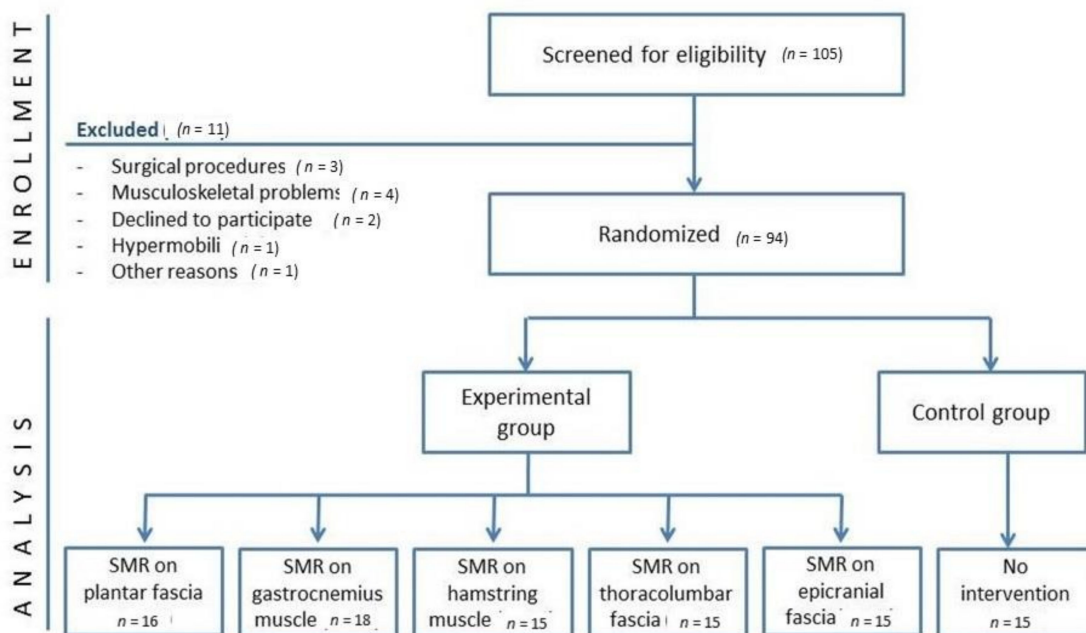 ENROLLMENT
Screened for eligibility (n = 105)
Excluded (n = 11)
- Surgical procedures (n = 3)
- Musculoskeletal problems (n = 4)
- Declined to participate (n = 2)
- Hypermobili (n = 1)
- Other reasons (n = 1)
Randomized (n = 94)
ANALYSIS
Experimental
group
Control group
SMR on
plantar fascia
n = 16
SMR on
gastrocnemius
muscle n = 18
SMR on
hamstring
muscle n = 15
SMR on
thoracolumbar
fascia n = 15
SMR on
epicranial
fascia n = 15
No
intervention
n = 15